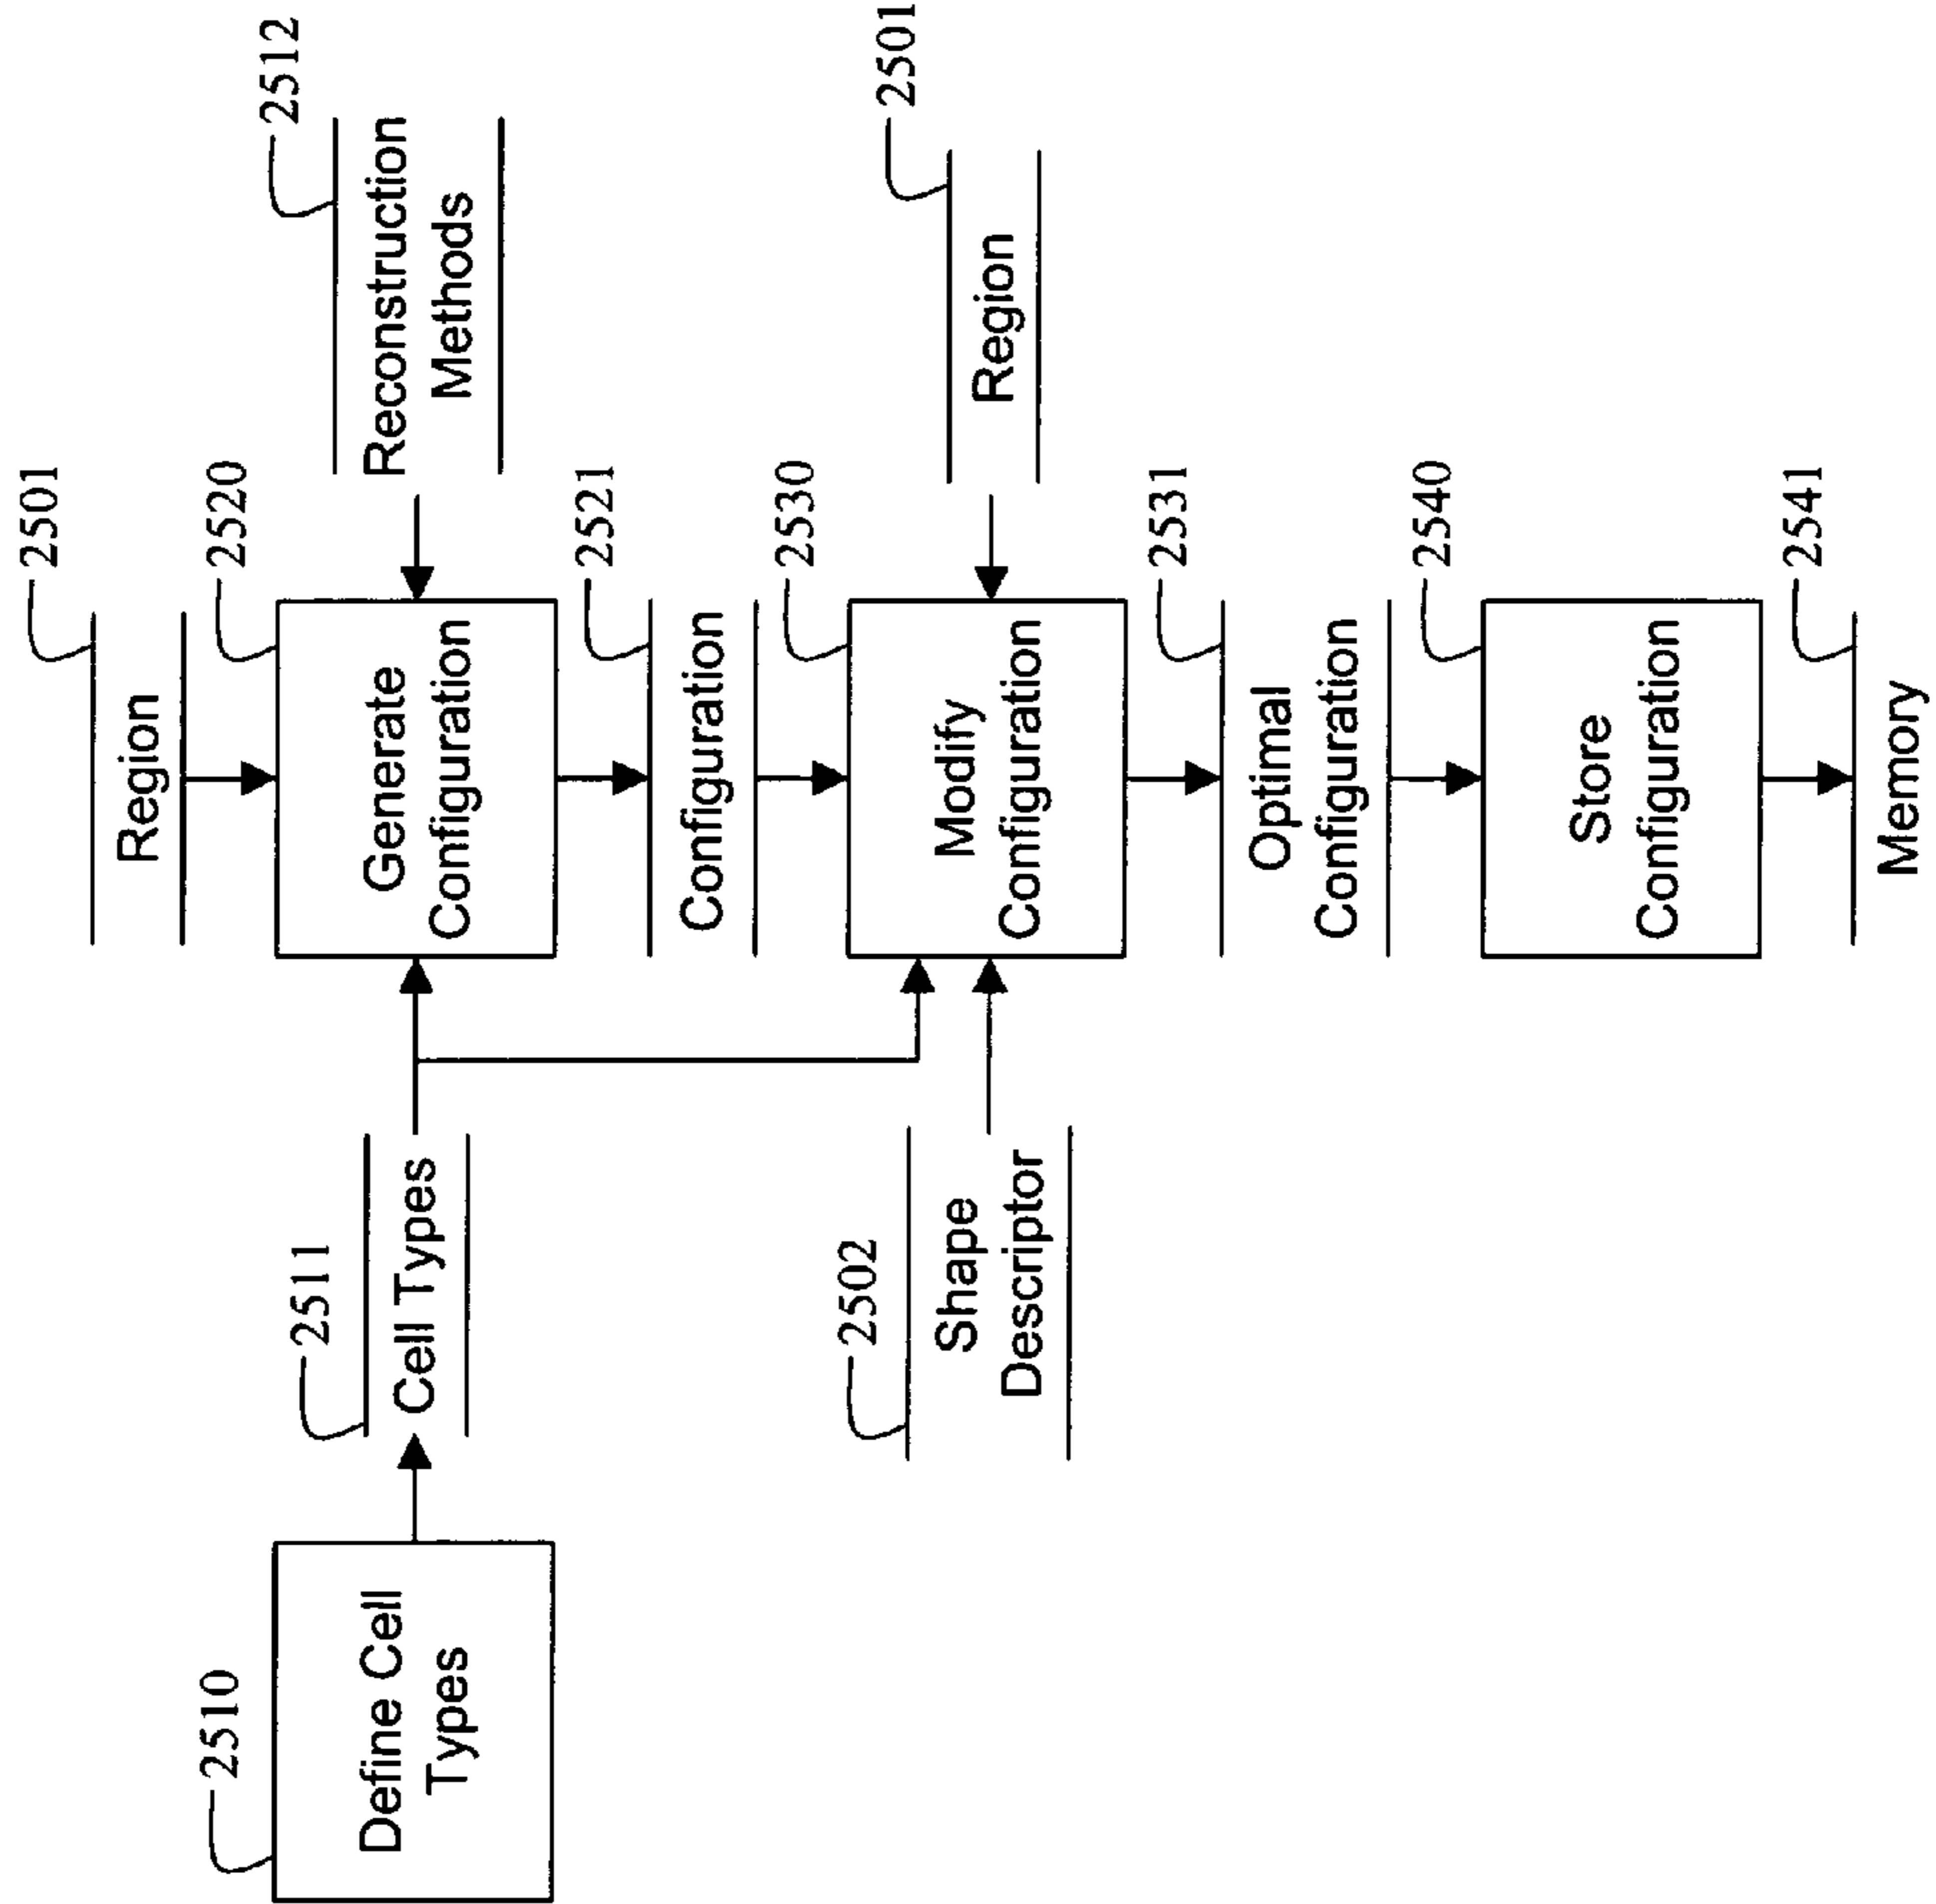 2501
Region
2520
2512
Reconstruction
Methods
2510
Define Cell
Types
2511
Cell Types
Generate
Configuration
2521
Configuration
2530
2501
Region
2502
Shape
Descriptor
Modify
Configuration
2531
Optimal
Configuration
2540
Store
Configuration
2541
Memory